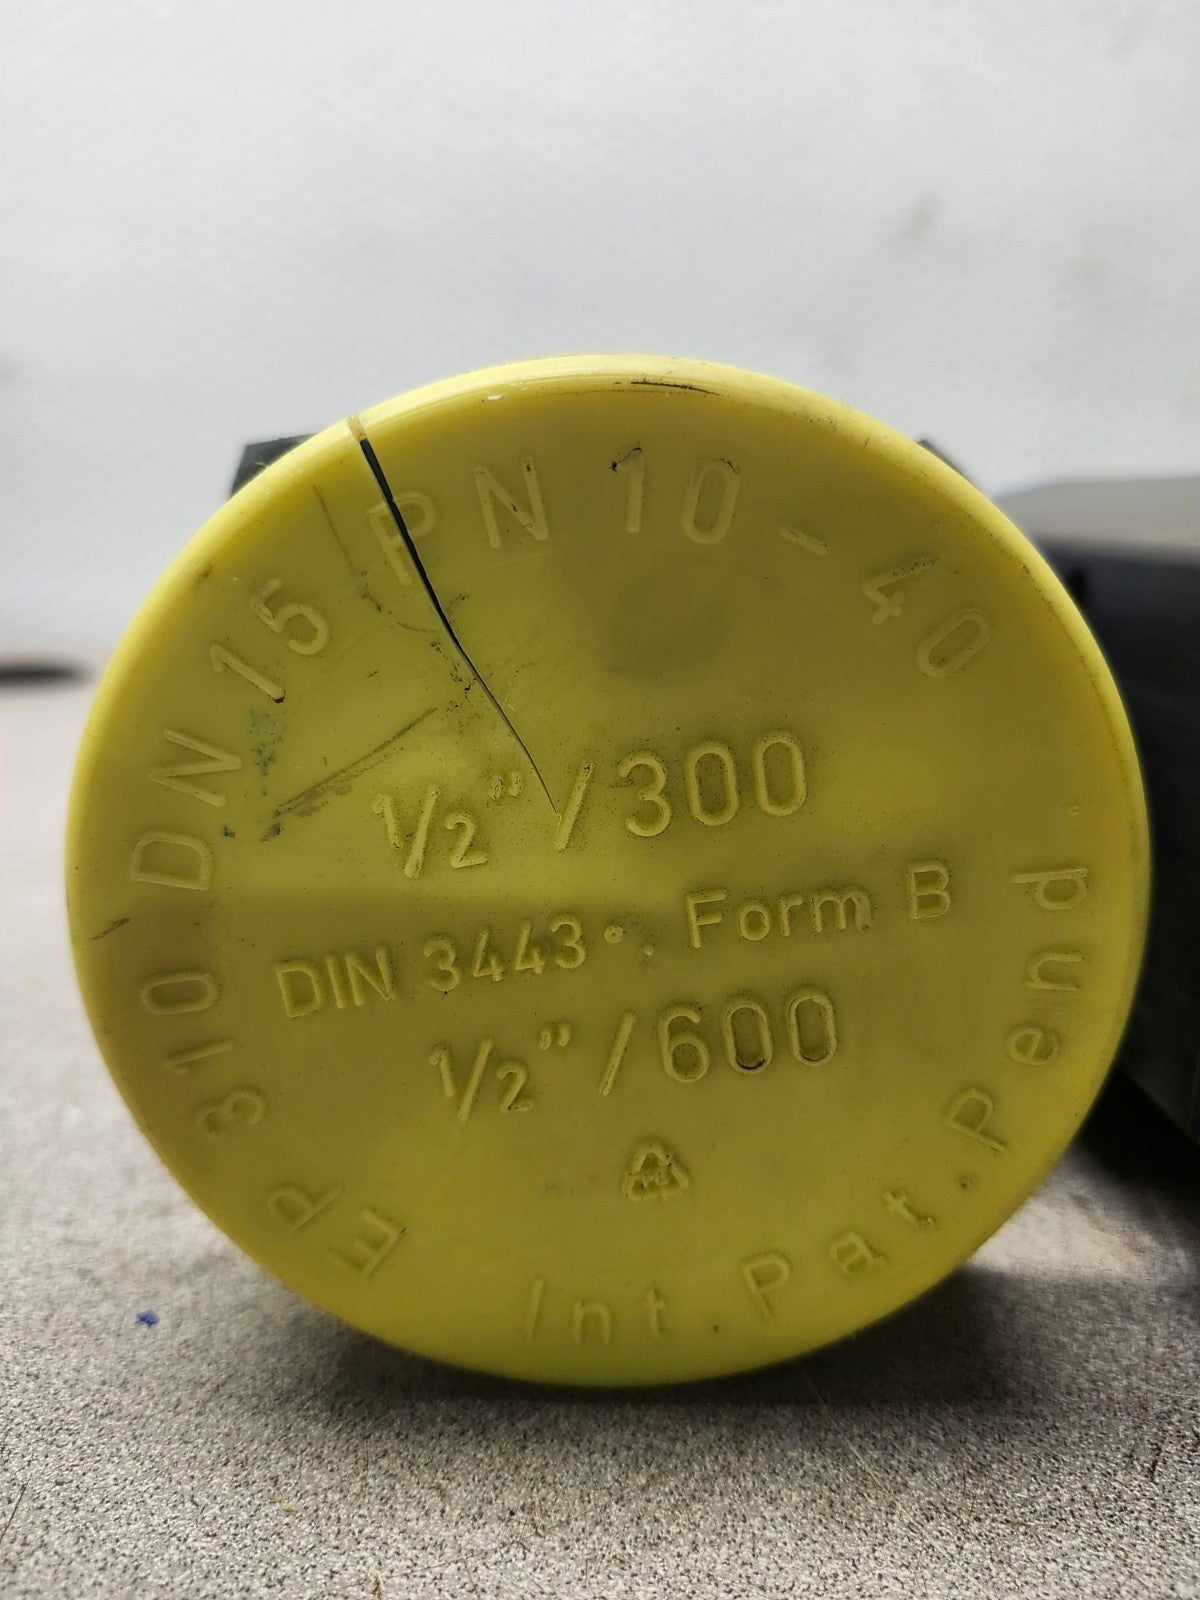 EP 310 DN 15 PN 10 - 40
1/2"/300
DIN 3443 • Form B
1/2"/600
PE
Int. Pat. Pend.